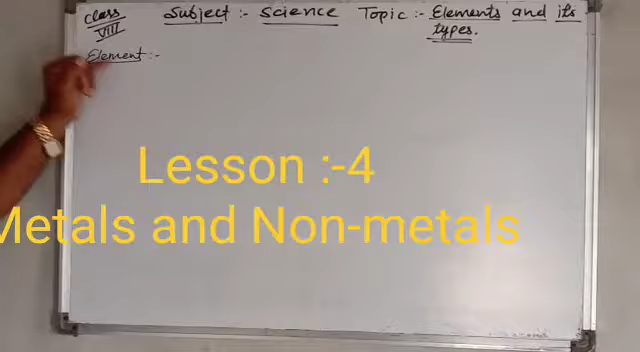 Class Subject :- Science Topic :- Elements and its
VIII types.
Element :-
Lesson :-4
Metals and Non-metals